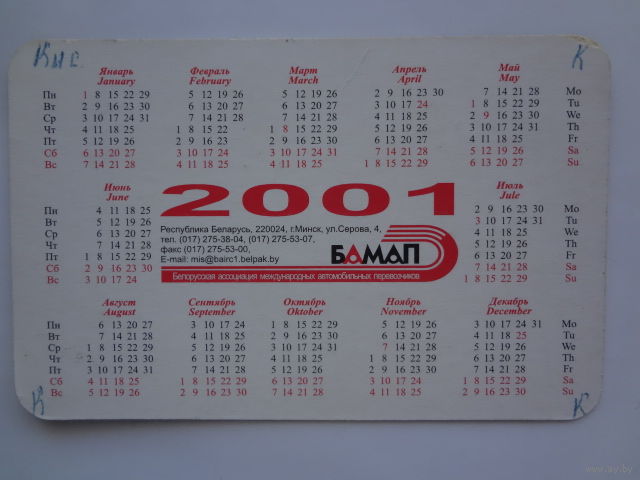 Кис К
Январь Февраль Март Апрель Май
January February March April May
Пн 1 8 15 22 29 5 12 19 26 5 12 19 26 2 9 16 23 30 7 14 21 28 Mo
Вт 2 9 16 23 30 6 13 20 27 6 13 20 27 3 10 17 24 1 8 15 22 29 Tu
Ср 3 10 17 24 31 7 14 21 28 7 14 21 28 4 11 18 25 2 9 16 23 30 We
Чт 4 11 18 25 1 8 15 22 1 8 15 22 29 5 12 19 26 3 10 17 24 31 Th
Пт 5 12 19 26 2 9 16 23 2 9 16 23 30 6 13 20 27 4 11 18 25 Fr
Сб 6 13 20 27 3 10 17 24 3 10 17 24 31 7 14 21 28 5 12 19 26 Sa
Вс 7 14 21 28 4 11 18 25 4 11 18 25 1 8 15 22 29 6 13 20 27 Su
Июнь 2001 Июль
June Jule
Пн 4 11 18 25 2 9 16 23 30 Mo
Вт 5 12 19 26 3 10 17 24 31 Tu
Ср 6 13 20 27 4 11 18 25 We
Чт 7 14 21 28 5 12 19 26 Th
Пт 1 8 15 22 29 6 13 20 27 Fr
Сб 2 9 16 23 30 7 14 21 28 Sa
Вс 3 10 17 24 1 8 15 22 29 Su
Республика Беларусь, 220024, г.Минск, ул.Серова, 4,
тел. (017) 275-38-04, (017) 275-53-07,
факс (017) 275-53-00,
E-mail: mis@bairc1.belpak.by
БАМАП
Белорусская ассоциация международных автомобильных перевозчиков
Август Сентябрь Октябрь Ноябрь Декабрь
August September Oktober November December
Пн 6 13 20 27 3 10 17 24 1 8 15 22 29 5 12 19 26 3 10 17 24 31 Mo
Вт 7 14 21 28 4 11 18 25 2 9 16 23 30 6 13 20 27 4 11 18 25 Tu
Ср 1 8 15 22 29 5 12 19 26 3 10 17 24 31 7 14 21 28 5 12 19 26 We
Чт 2 9 16 23 30 6 13 20 27 4 11 18 25 1 8 15 22 29 6 13 20 27 Th
Пт 3 10 17 24 31 7 14 21 28 5 12 19 26 2 9 16 23 30 7 14 21 28 Fr
Сб 4 11 18 25 1 8 15 22 29 6 13 20 27 3 10 17 24 1 8 15 22 29 Sa
Вс 5 12 19 26 2 9 16 23 30 7 14 21 28 4 11 18 25 2 9 16 23 30 Su
К К
www.ay.by